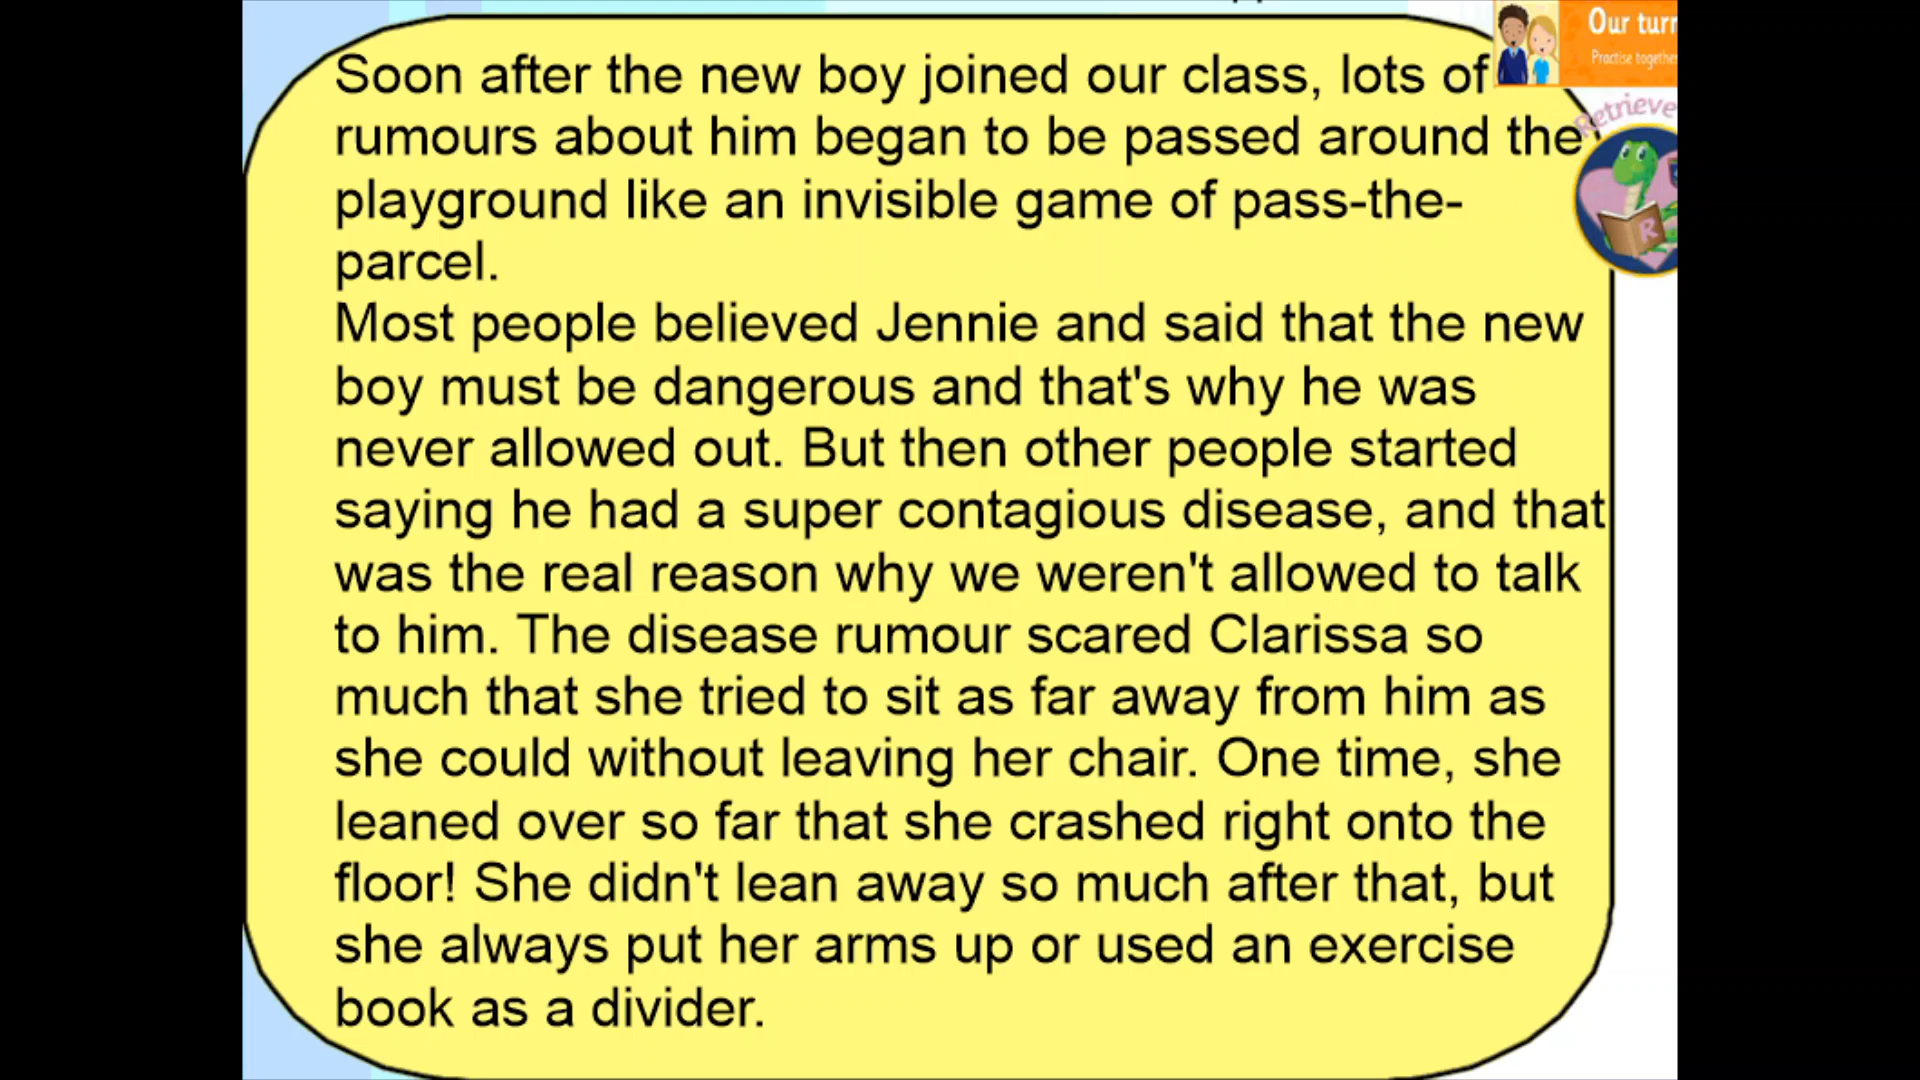 Our turn
Practise together
Retrieve
Soon after the new boy joined our class, lots of
rumours about him began to be passed around the
playground like an invisible game of pass-the-
parcel.
Most people believed Jennie and said that the new
boy must be dangerous and that's why he was
never allowed out. But then other people started
saying he had a super contagious disease, and that
was the real reason why we weren't allowed to talk
to him. The disease rumour scared Clarissa so
much that she tried to sit as far away from him as
she could without leaving her chair. One time, she
leaned over so far that she crashed right onto the
floor! She didn't lean away so much after that, but
she always put her arms up or used an exercise
book as a divider.
R